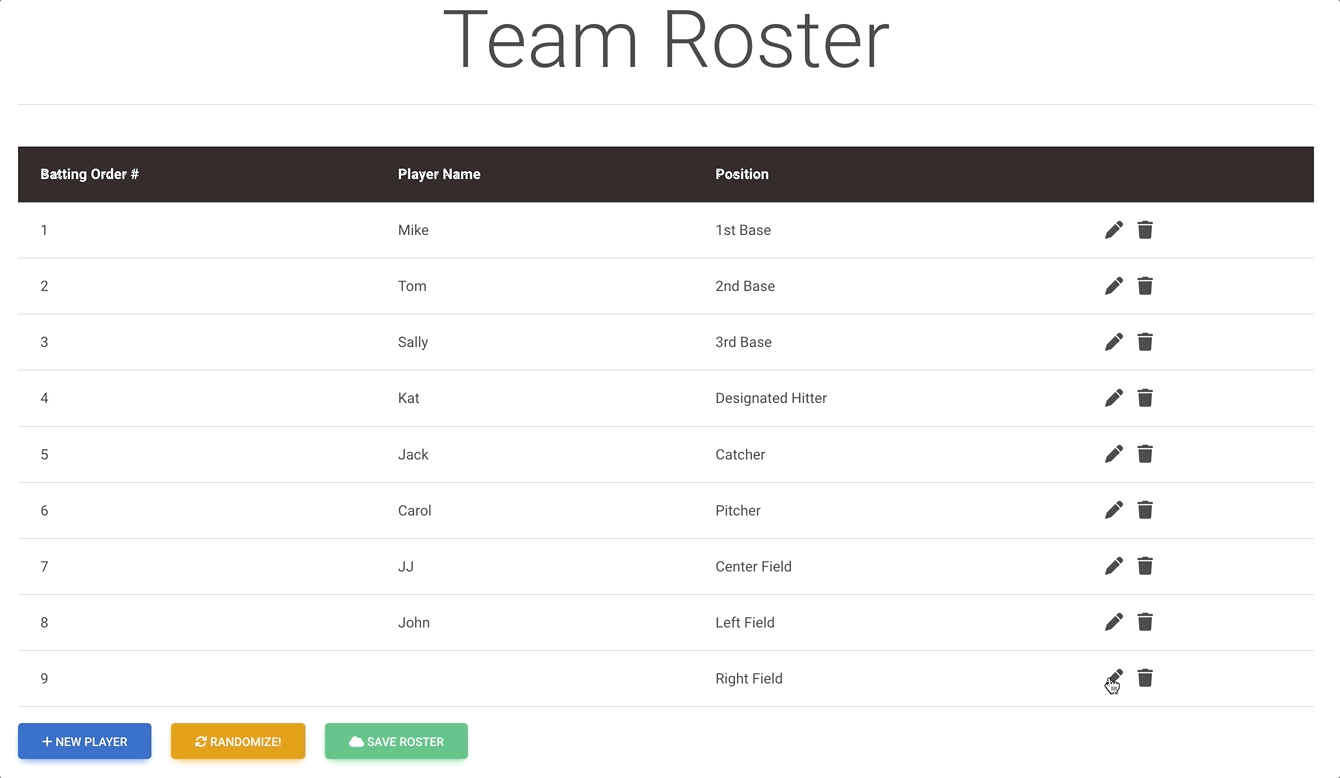 Team Roster
Batting Order # Player Name Position
1 Mike 1st Base
2 Tom 2nd Base
3 Sally 3rd Base
4 Kat Designated Hitter
5 Jack Catcher
6 Carol Pitcher
7 JJ Center Field
8 John Left Field
9 Right Field
+ NEW PLAYER RANDOMIZE! SAVE ROSTER